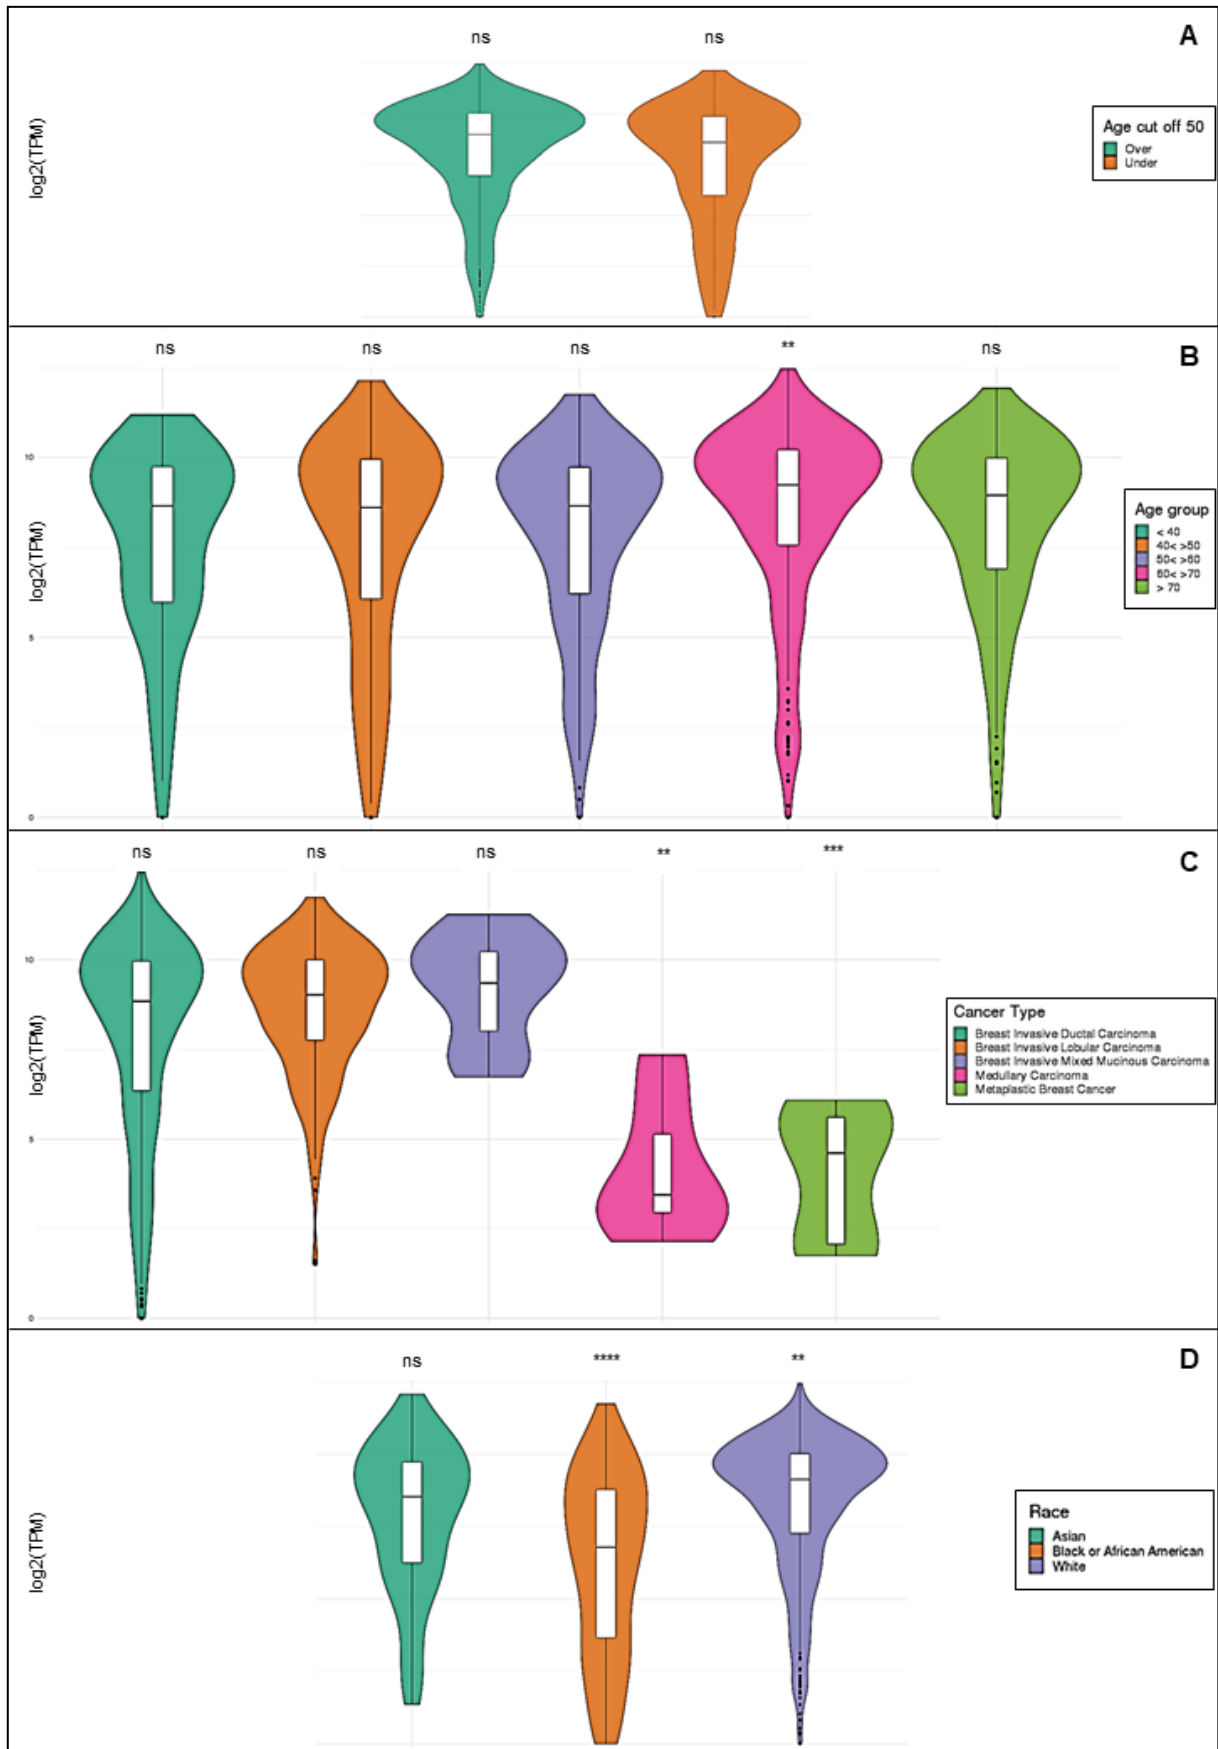 ns ns A
log2(TPM)
Age cut off 50
Over
Under
ns ns ns ** ns B
10
5
0
log2(TPM)
Age group
< 40
40< >50
50< >60
60< >70
> 70
ns ns ns ** *** C
10
5
0
log2(TPM)
Cancer Type
Breast Invasive Ductal Carcinoma
Breast Invasive Lobular Carcinoma
Breast Invasive Mixed Mucinous Carcinoma
Medullary Carcinoma
Metaplastic Breast Cancer
ns **** ** D
log2(TPM)
Race
Asian
Black or African American
White